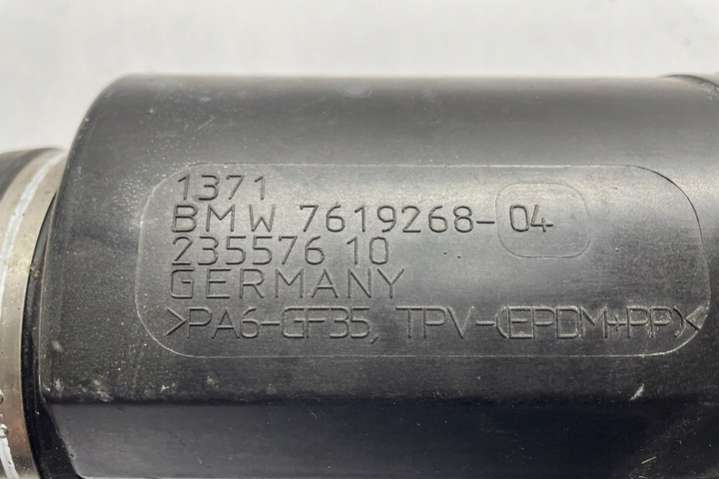 1371
BMW 7619268-04
235576 10
GERMANY
>PA6-GF35, TPV-(EPDM+PP)<